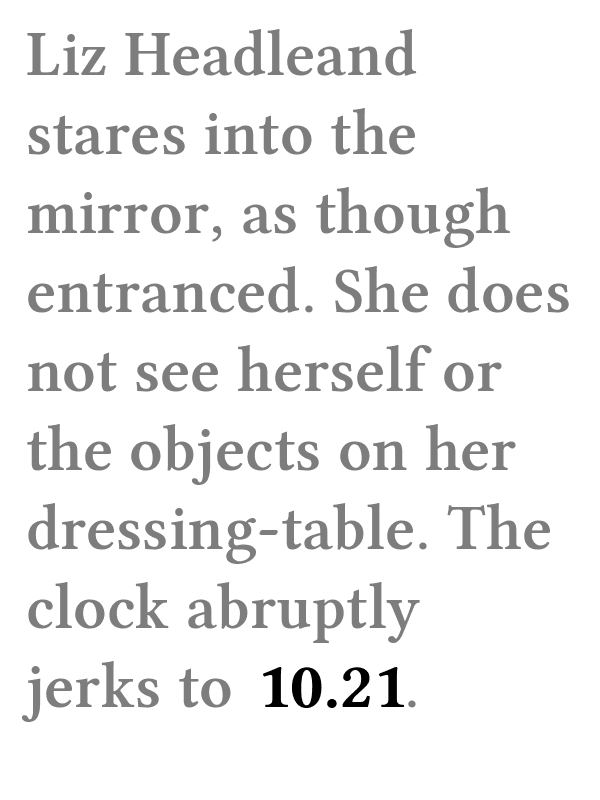 Liz Headleand
stares into the
mirror, as though
entranced. She does
not see herself or
the objects on her
dressing-table. The
clock abruptly
jerks to 10.21.